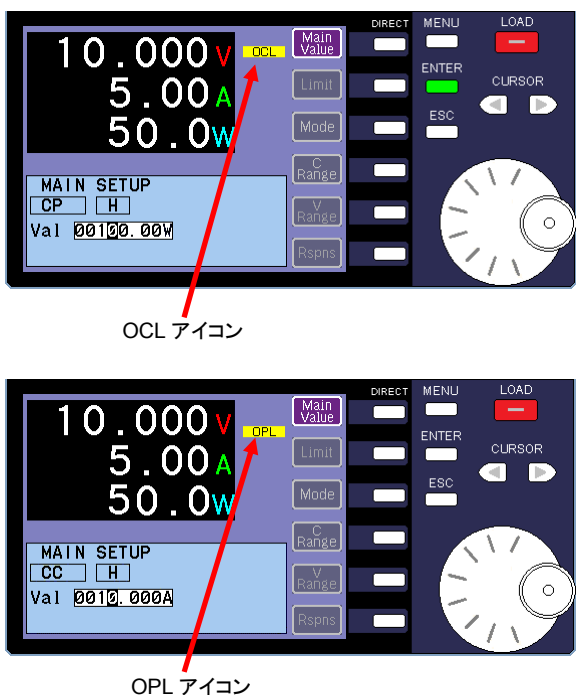 DIRECT MENU LOAD
10.000V OCL Main Value
5.00A Limit
ENTER
CURSOR
50.0W Mode
ESC
C Range
MAIN SETUP
CP H
V Range
Val 00100.00W
Rspns
OCL アイコン
DIRECT MENU LOAD
10.000V OPL Main Value
5.00A Limit
ENTER
CURSOR
50.0W Mode
ESC
C Range
MAIN SETUP
CC H
V Range
Val 0010.000A
Rspns
OPL アイコン